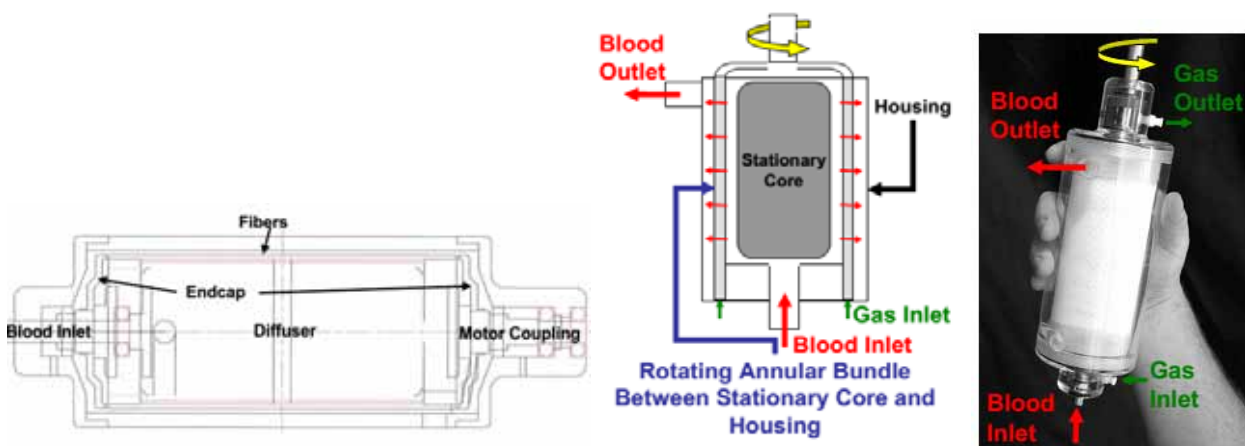 Fibers
Endcap
Blood Inlet
Diffuser
Motor Coupling
Blood
Outlet
Housing
Stationary
Core
Gas Inlet
Blood Inlet
Rotating Annular Bundle
Between Stationary Core and
Housing
Gas
Outlet
Blood
Outlet
Gas
Inlet
Blood
Inlet